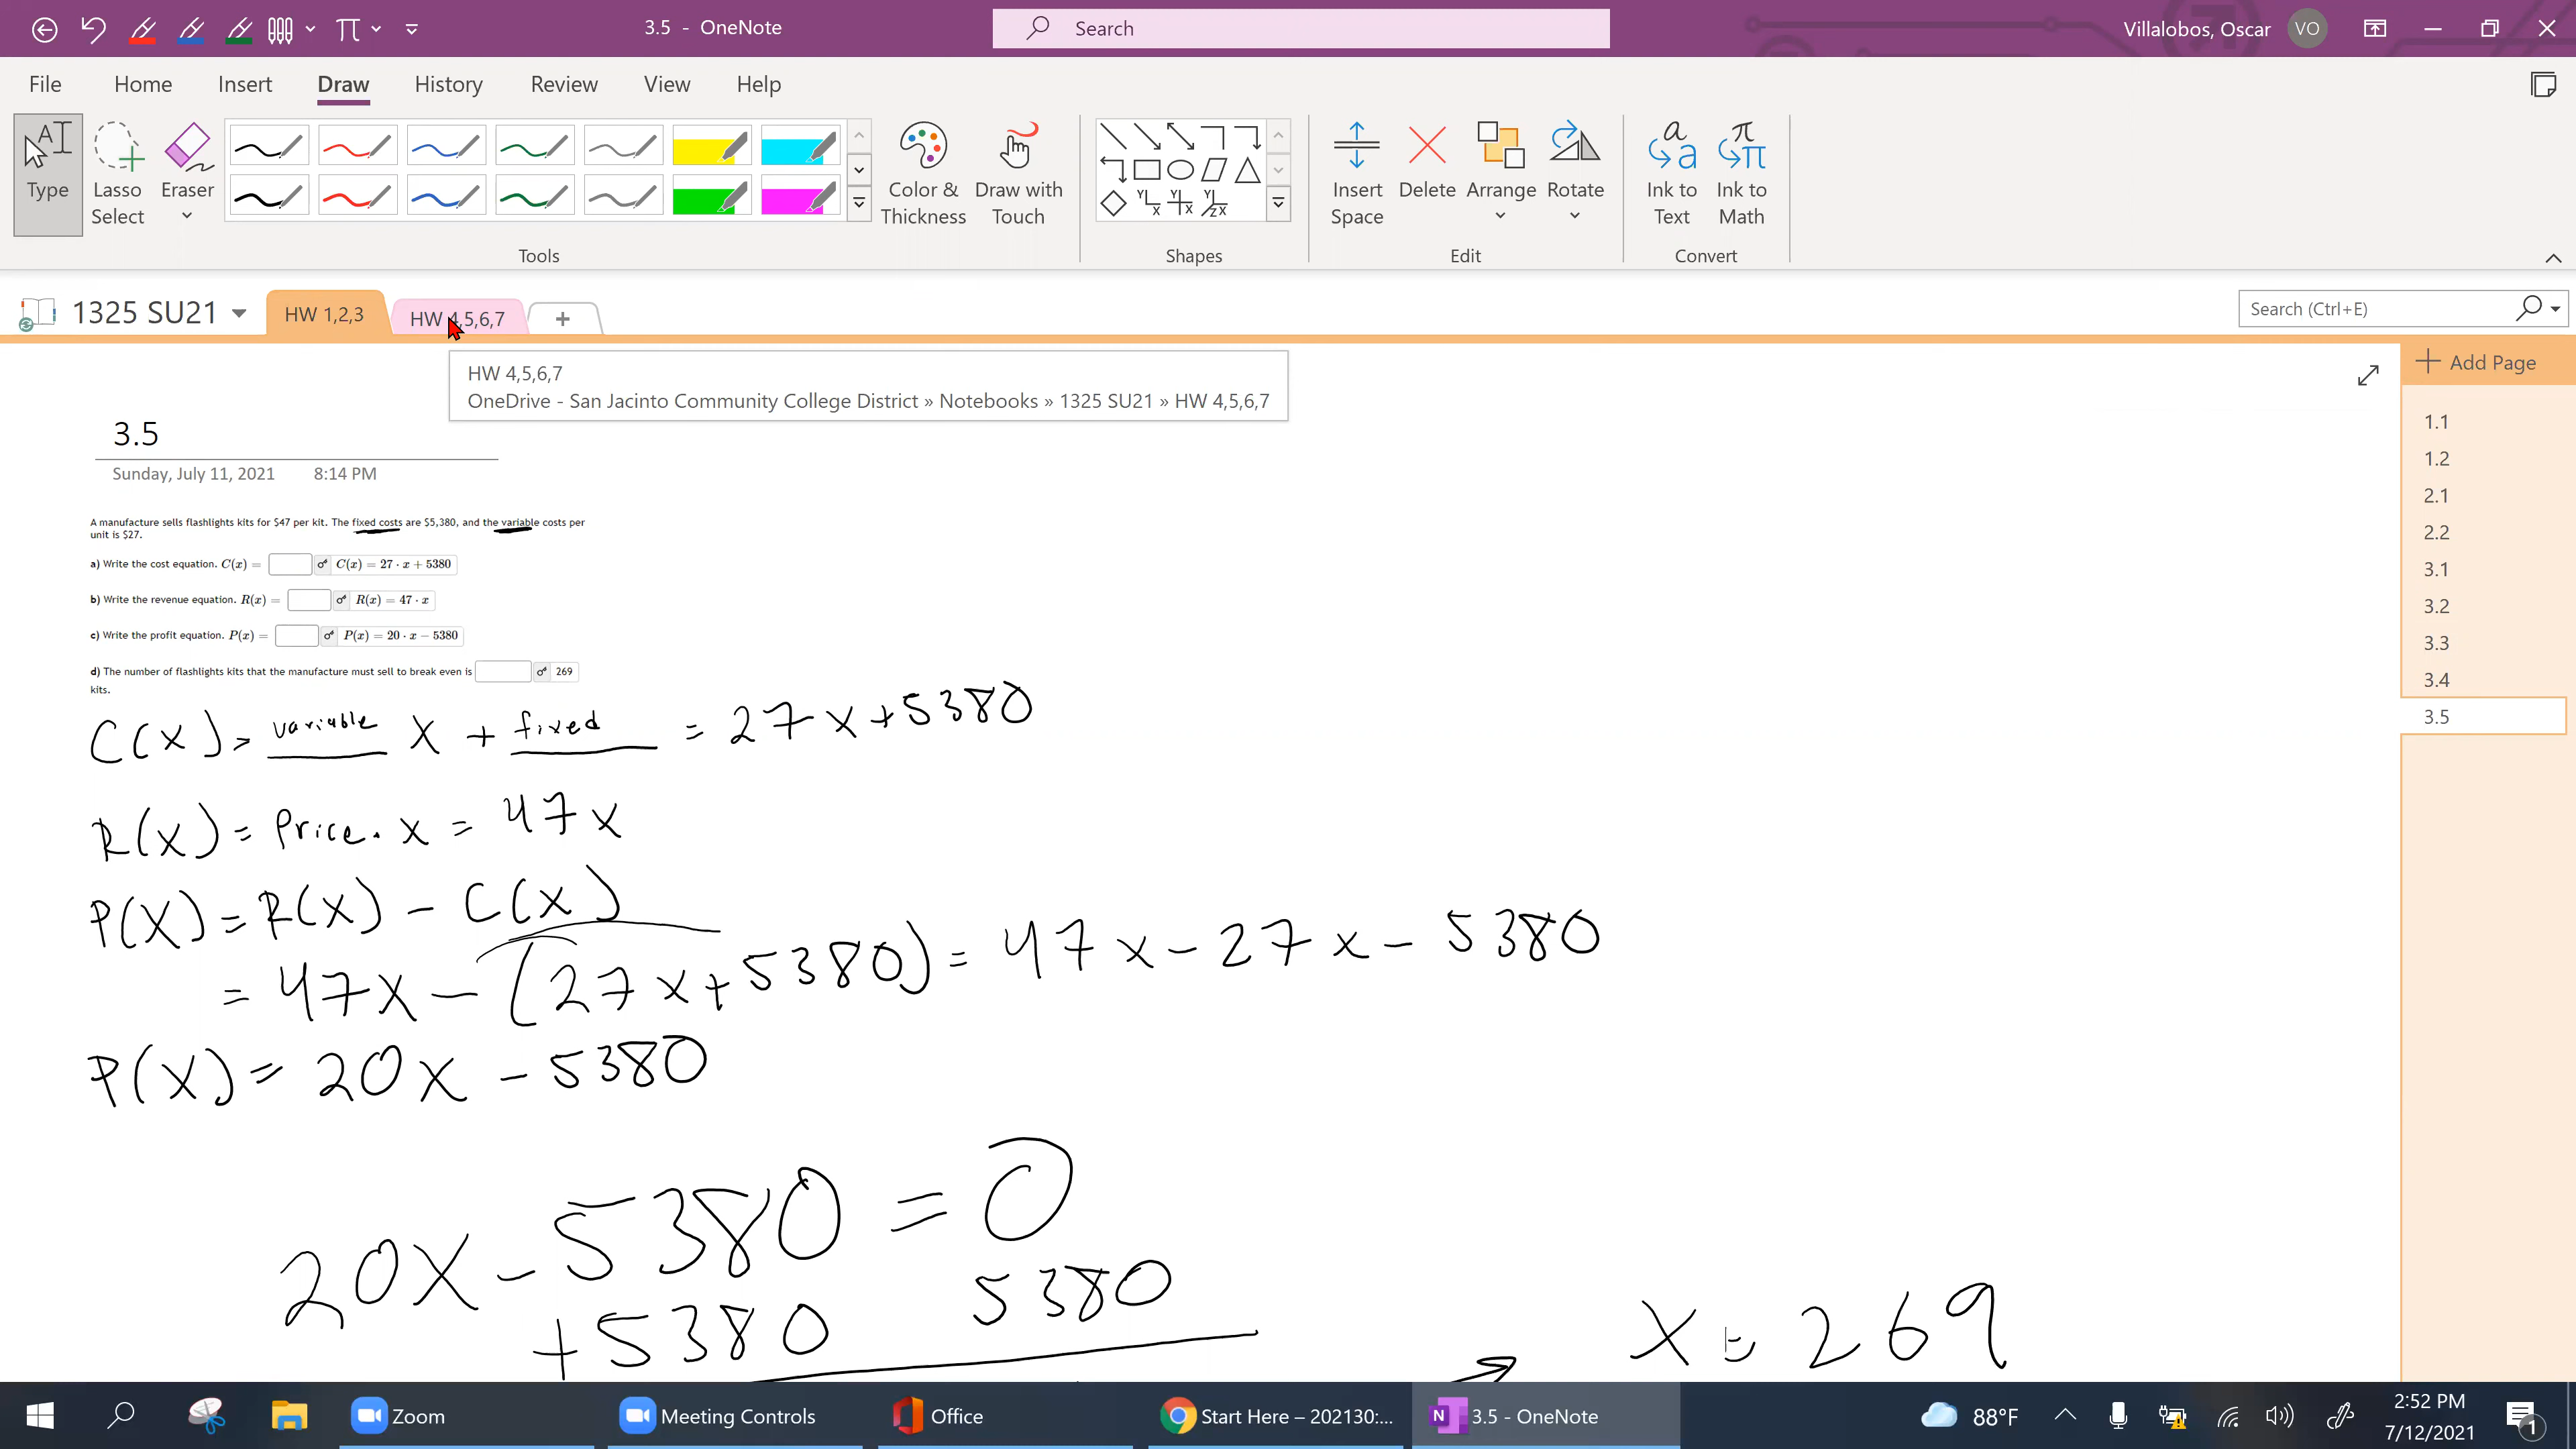 3.5 - OneNote
Search
Villalobos, Oscar
VO
File Home Insert Draw History Review View Help
Type
Lasso Select
Eraser
Color & Thickness
Draw with Touch
Insert Space
Delete
Arrange
Rotate
Ink to Text
Ink to Math
Tools
Shapes
Edit
Convert
1325 SU21
HW 1,2,3
HW 4,5,6,7
Search (Ctrl+E)
HW 4,5,6,7
OneDrive - San Jacinto Community College District » Notebooks » 1325 SU21 » HW 4,5,6,7
Add Page
1.1
1.2
2.1
2.2
3.1
3.2
3.3
3.4
3.5
3.5
Sunday, July 11, 2021 8:14 PM
A manufacture sells flashlights kits for $47 per kit. The fixed costs are $5,380, and the variable costs per
unit is $27.
a) Write the cost equation. C(x) = C(x) = 27 · x + 5380
b) Write the revenue equation. R(x) = R(x) = 47 · x
c) Write the profit equation. P(x) = P(x) = 20 · x − 5380
d) The number of flashlights kits that the manufacture must sell to break even is 269
kits.
C(x) = variable x + fixed = 27x+5380
R(x) = Price · x = 47x
P(x) = R(x) - C(x)
= 47x - (27x+5380) = 47x - 27x - 5380
P(x) = 20x - 5380
20x - 5380 = 0
+5380 5380
x = 269
Zoom
Meeting Controls
Office
Start Here – 202130:...
3.5 - OneNote
88°F
2:52 PM
7/12/2021
1